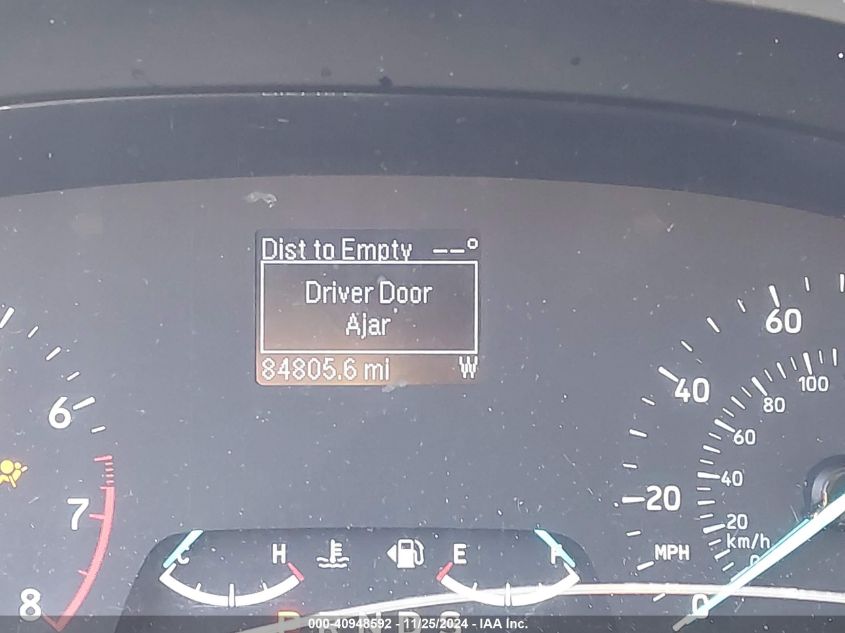 Dist to Empty --°
Driver Door
Ajar
84805.6 mi W
6
7
8
C H
E F
P R N D S
60
40
20
0
MPH
100
80
60
40
20
0
km/h
000-40948592 - 11/25/2024 - IAA Inc.